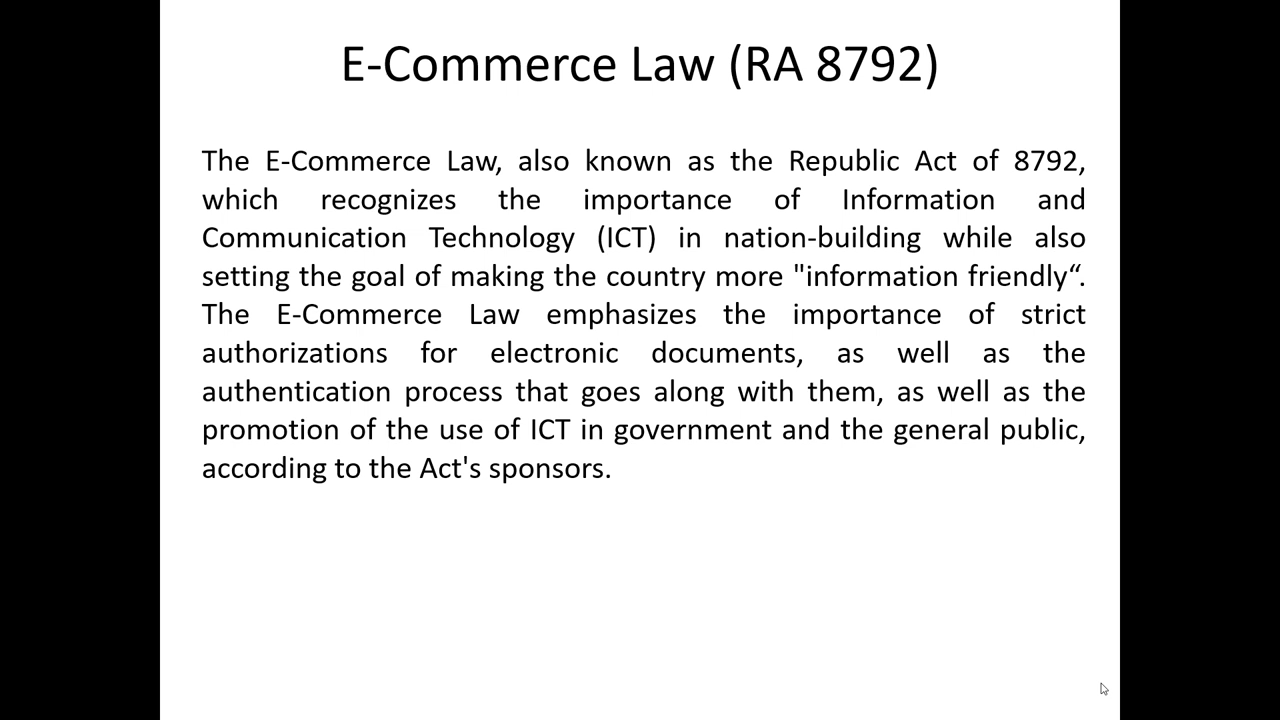 E-Commerce Law (RA 8792)
The E-Commerce Law, also known as the Republic Act of 8792,
which recognizes the importance of Information and
Communication Technology (ICT) in nation-building while also
setting the goal of making the country more "information friendly“.
The E-Commerce Law emphasizes the importance of strict
authorizations for electronic documents, as well as the
authentication process that goes along with them, as well as the
promotion of the use of ICT in government and the general public,
according to the Act's sponsors.